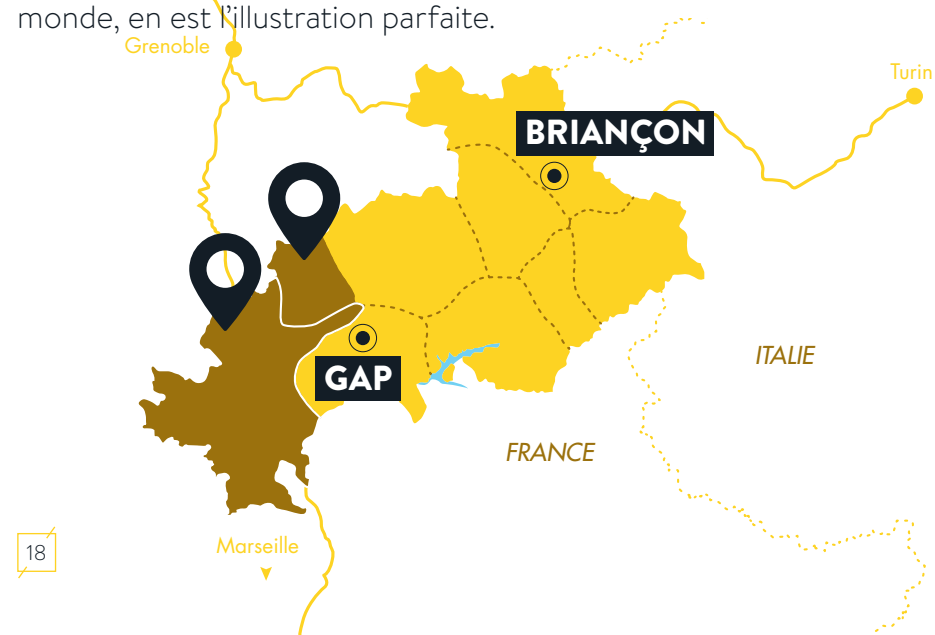 monde, en est l’illustration parfaite.
Grenoble
Turin
BRIANÇON
ITALIE
GAP
FRANCE
18
Marseille